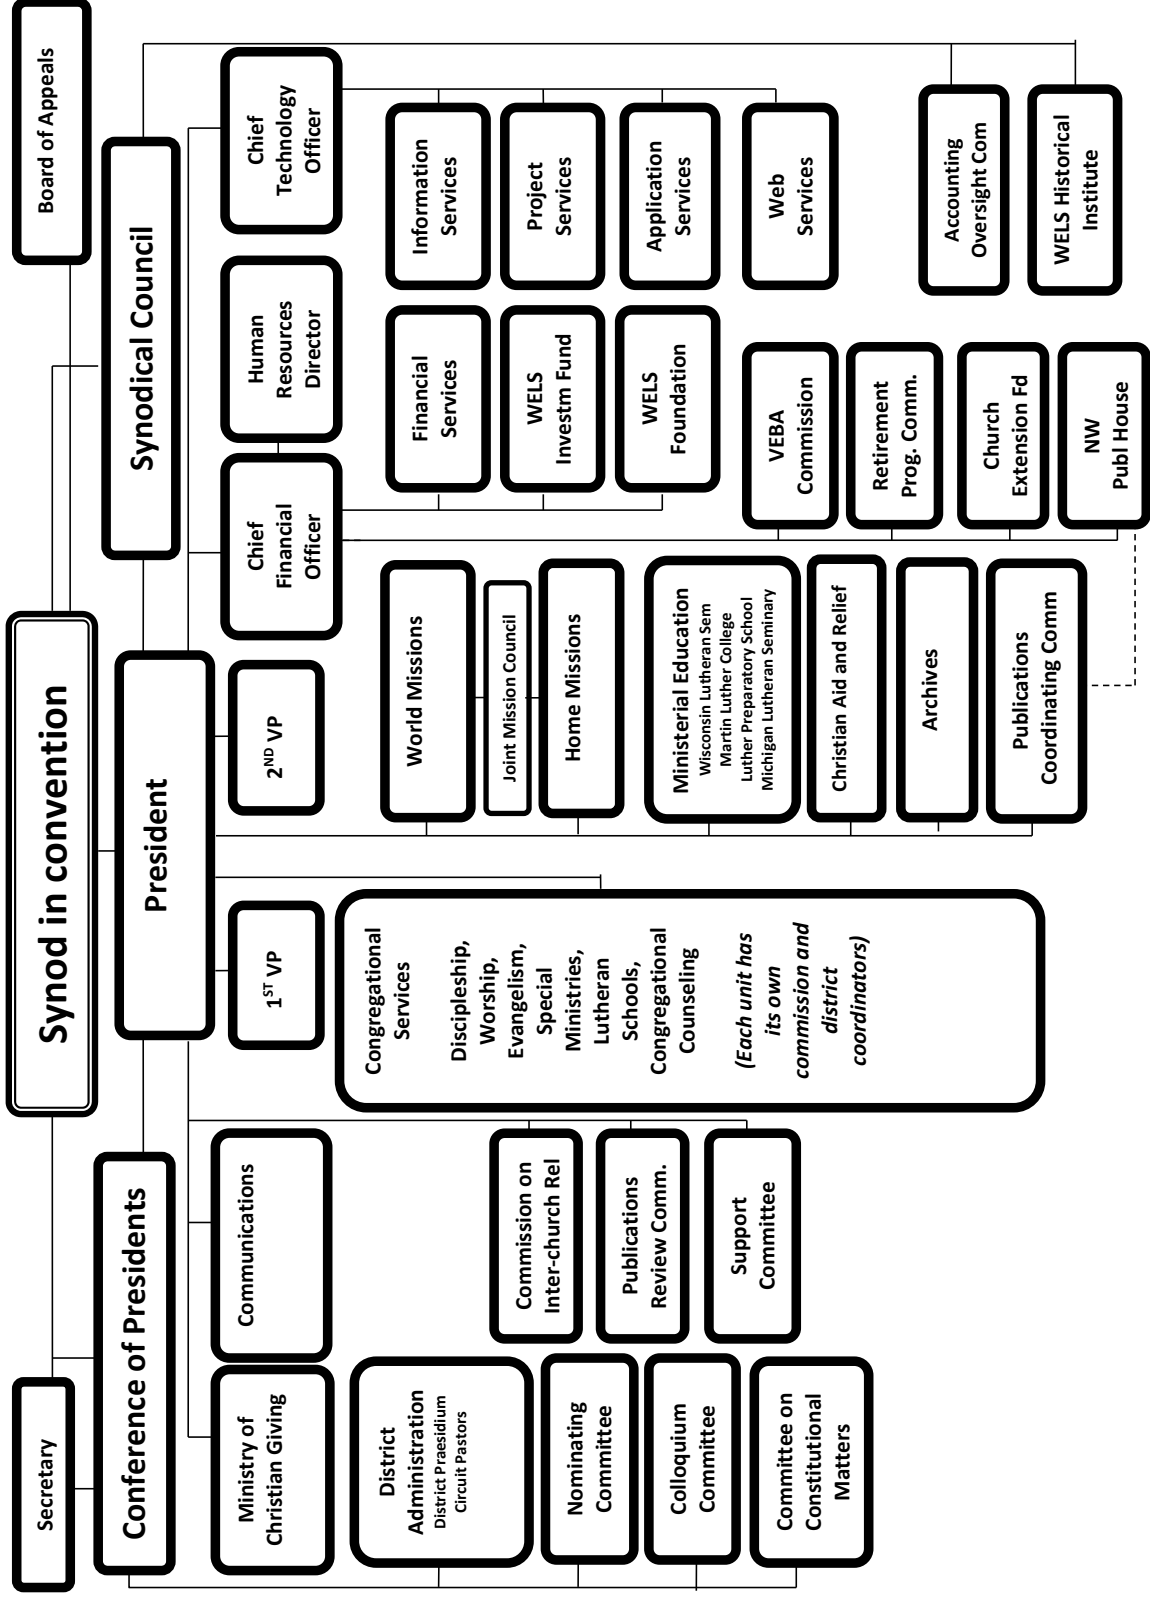 Synod in convention
Secretary
Board of Appeals
Conference of Presidents
President
Synodical Council
Ministry of
Christian Giving
Communications
1ST VP
2ND VP
Chief
Financial
Officer
Human
Resources
Director
Chief
Technology
Officer
District
Administration
District Praesidium
Circuit Pastors
Nominating
Committee
Colloquium
Committee
Committee on
Constitutional
Matters
Commission on
Inter-church Rel
Publications
Review Comm.
Support
Committee
Congregational
Services
Discipleship,
Worship,
Evangelism,
Special
Ministries,
Lutheran
Schools,
Congregational
Counseling
(Each unit has
its own
commission and
district
coordinators)
World Missions
Joint Mission Council
Home Missions
Ministerial Education
Wisconsin Lutheran Sem
Martin Luther College
Luther Preparatory School
Michigan Lutheran Seminary
Christian Aid and Relief
Archives
Publications
Coordinating Comm
Financial
Services
WELS
Investm Fund
WELS
Foundation
VEBA
Commission
Retirement
Prog. Comm.
Church
Extension Fd
NW
Publ House
Information
Services
Project
Services
Application
Services
Web
Services
Accounting
Oversight Com
WELS Historical
Institute